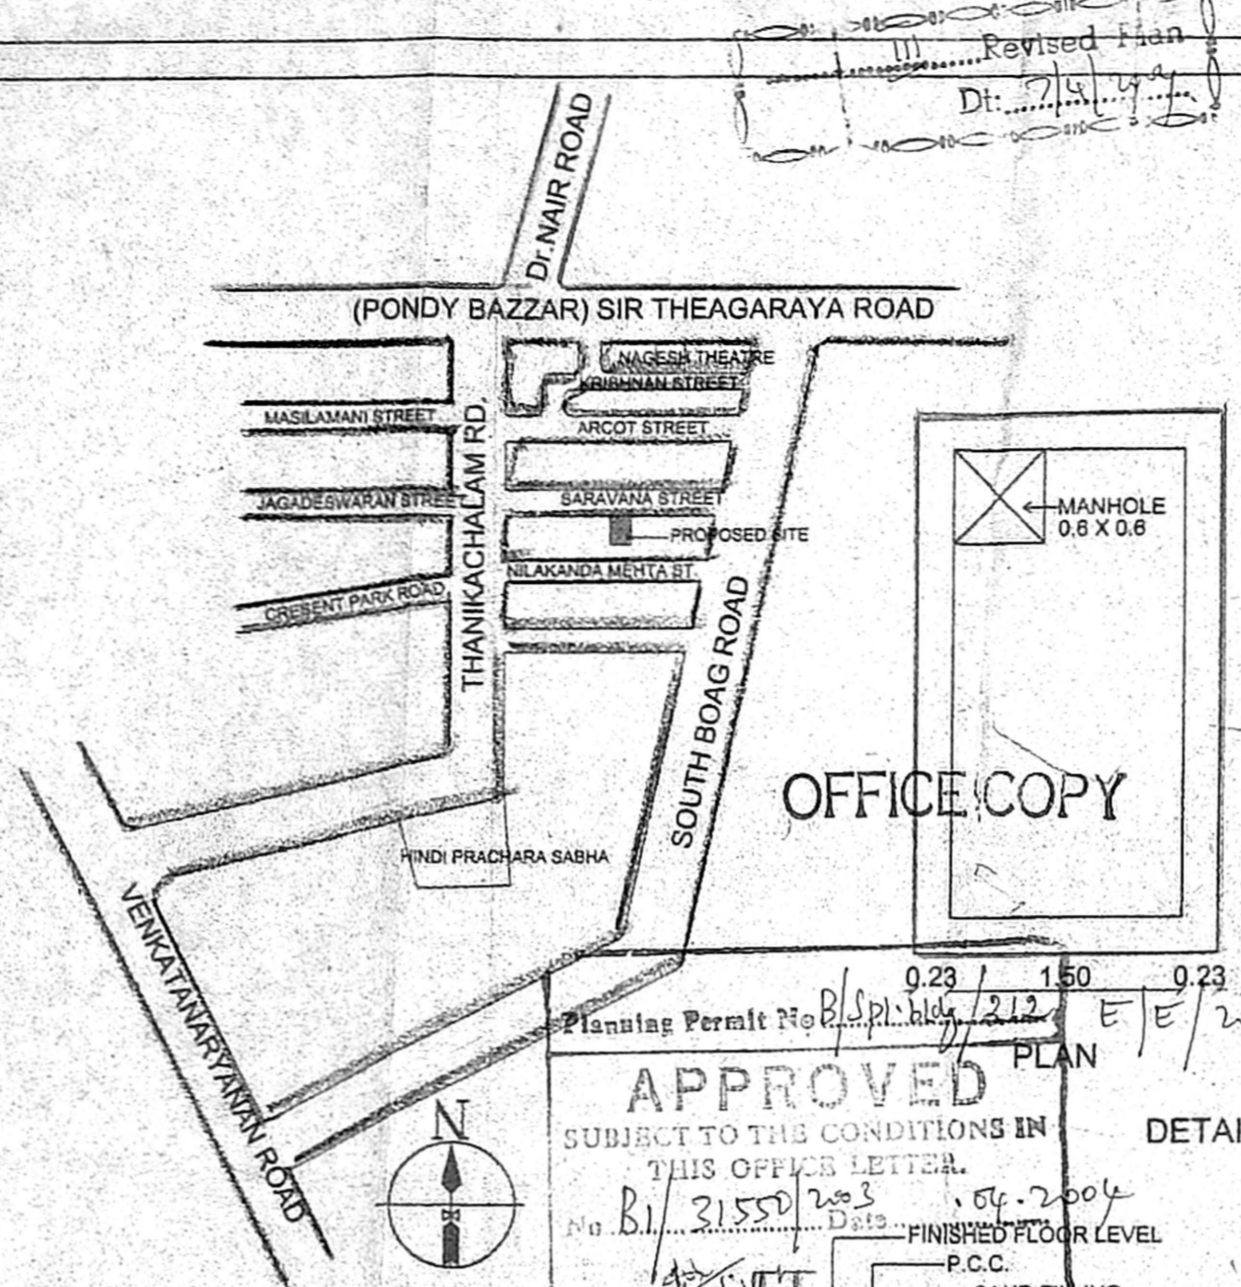 III Revised Plan
Dt: 7/4/2004
Dr.NAIR ROAD
(PONDY BAZZAR) SIR THEAGARAYA ROAD
NAGESH THEATRE
KRISHNAN STREET
MASILAMANI STREET
ARCOT STREET
THANIKACHALAM RD.
JAGADESWARAN STREET
SARAVANA STREET
MANHOLE
0.6 X 0.6
PROPOSED SITE
NILAKANDA MEHTA ST.
CRESENT PARK ROAD
SOUTH BOAG ROAD
OFFICE COPY
HINDI PRACHARA SABHA
VENKATANARYANAN ROAD
0.23 1.50 0.23
Planning Permit No B/Spl.bldg/212 E/E/2
PLAN
APPROVED
SUBJECT TO THE CONDITIONS IN
THIS OFFICE LETTER.
DETAI
N
No B1/31550/2003 Date .04.2004
FINISHED FLOOR LEVEL
P.C.C.